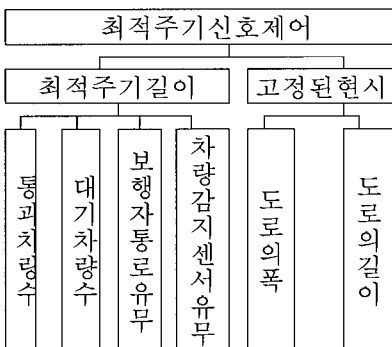 최적주기신호제어
최적주기길이
고정된현시
통과차량수
대기차량수
보행자통로유무
차량감지센서유무
도로의폭
도로의길이